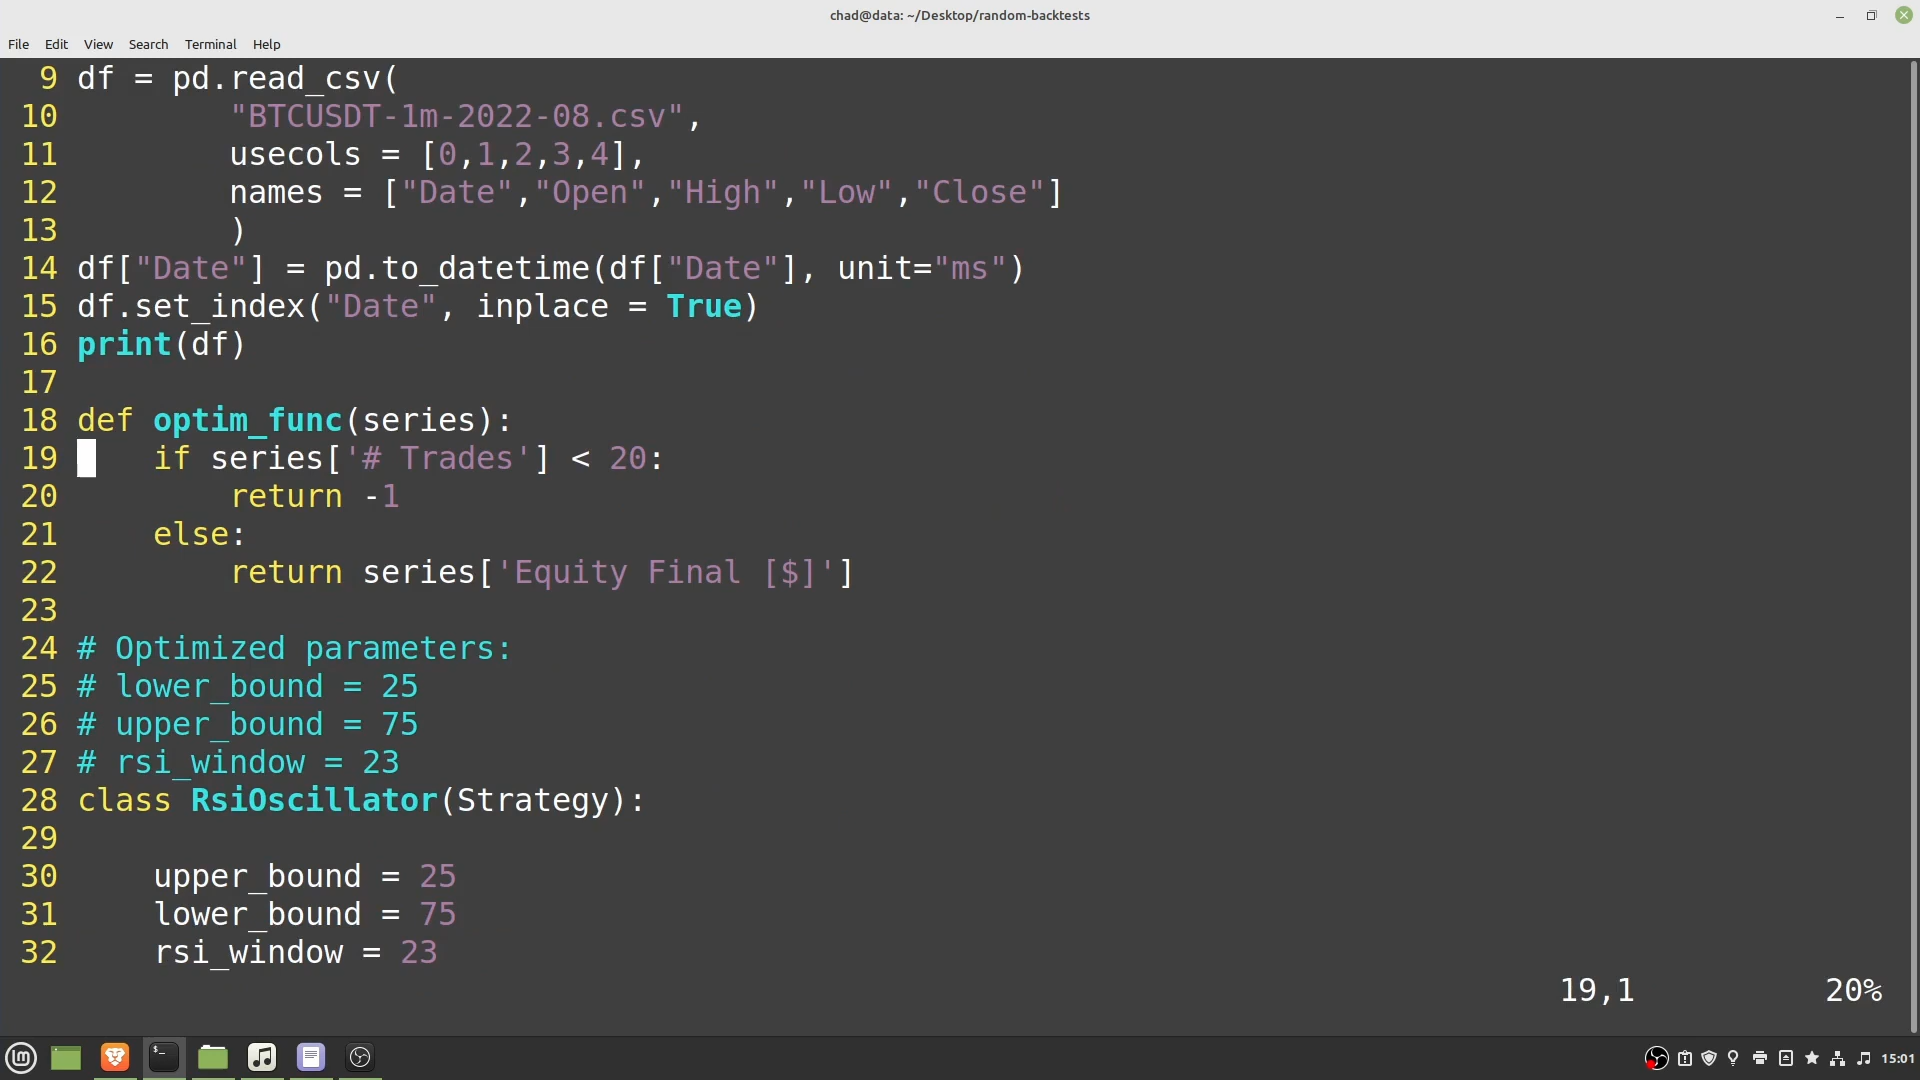 chad@data: ~/Desktop/random-backtests
File Edit View Search Terminal Help
9 df = pd.read_csv(
10         "BTCUSDT-1m-2022-08.csv",
11         usecols = [0,1,2,3,4],
12         names = ["Date","Open","High","Low","Close"]
13         )
14 df["Date"] = pd.to_datetime(df["Date"], unit="ms")
15 df.set_index("Date", inplace = True)
16 print(df)
17
18 def optim_func(series):
19     if series['# Trades'] < 20:
20         return -1
21     else:
22         return series['Equity Final [$]']
23
24 # Optimized parameters:
25 # lower_bound = 25
26 # upper_bound = 75
27 # rsi_window = 23
28 class RsiOscillator(Strategy):
29
30     upper_bound = 25
31     lower_bound = 75
32     rsi_window = 23
19,1 20%
15:01